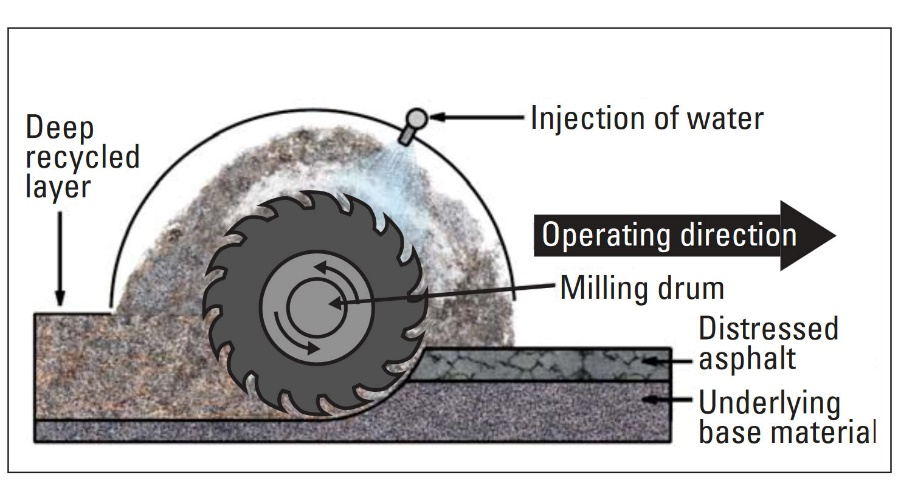 Deep
recycled
layer
Injection of water
Operating direction
Milling drum
Distressed
asphalt
Underlying
base material